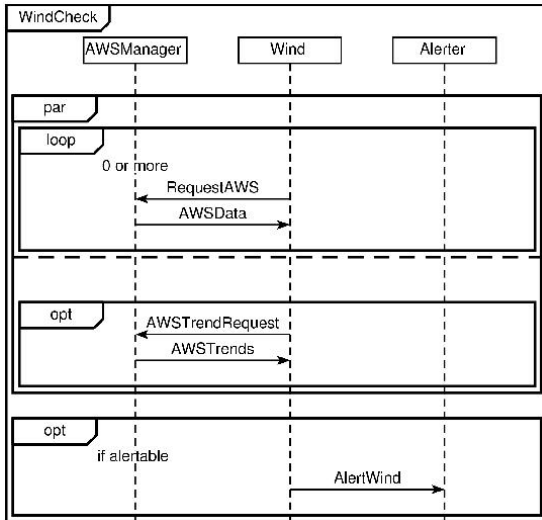 WindCheck
AWSManager Wind Alerter
par
loop
0 or more
RequestAWS
AWSData
opt
AWSTrendRequest
AWSTrends
opt
if alertable
AlertWind